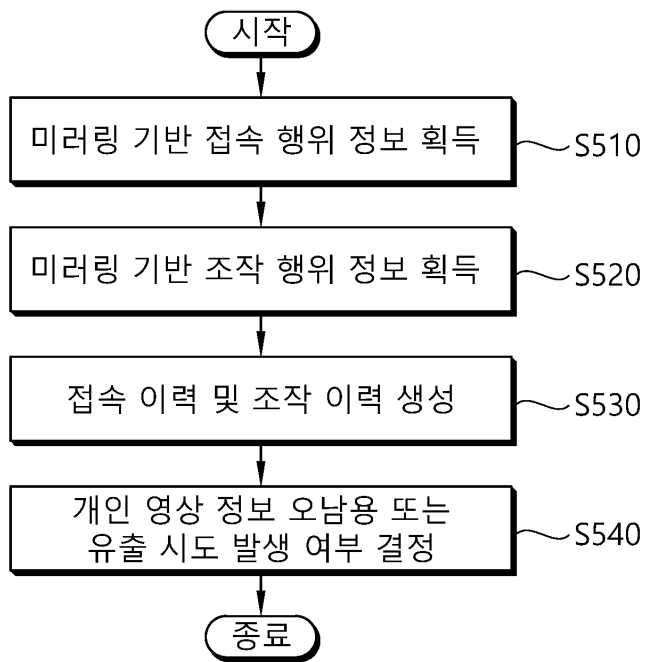 시작
미러링 기반 접속 행위 정보 획득
S510
미러링 기반 조작 행위 정보 획득
S520
접속 이력 및 조작 이력 생성
S530
개인 영상 정보 오남용 또는
유출 시도 발생 여부 결정
S540
종료